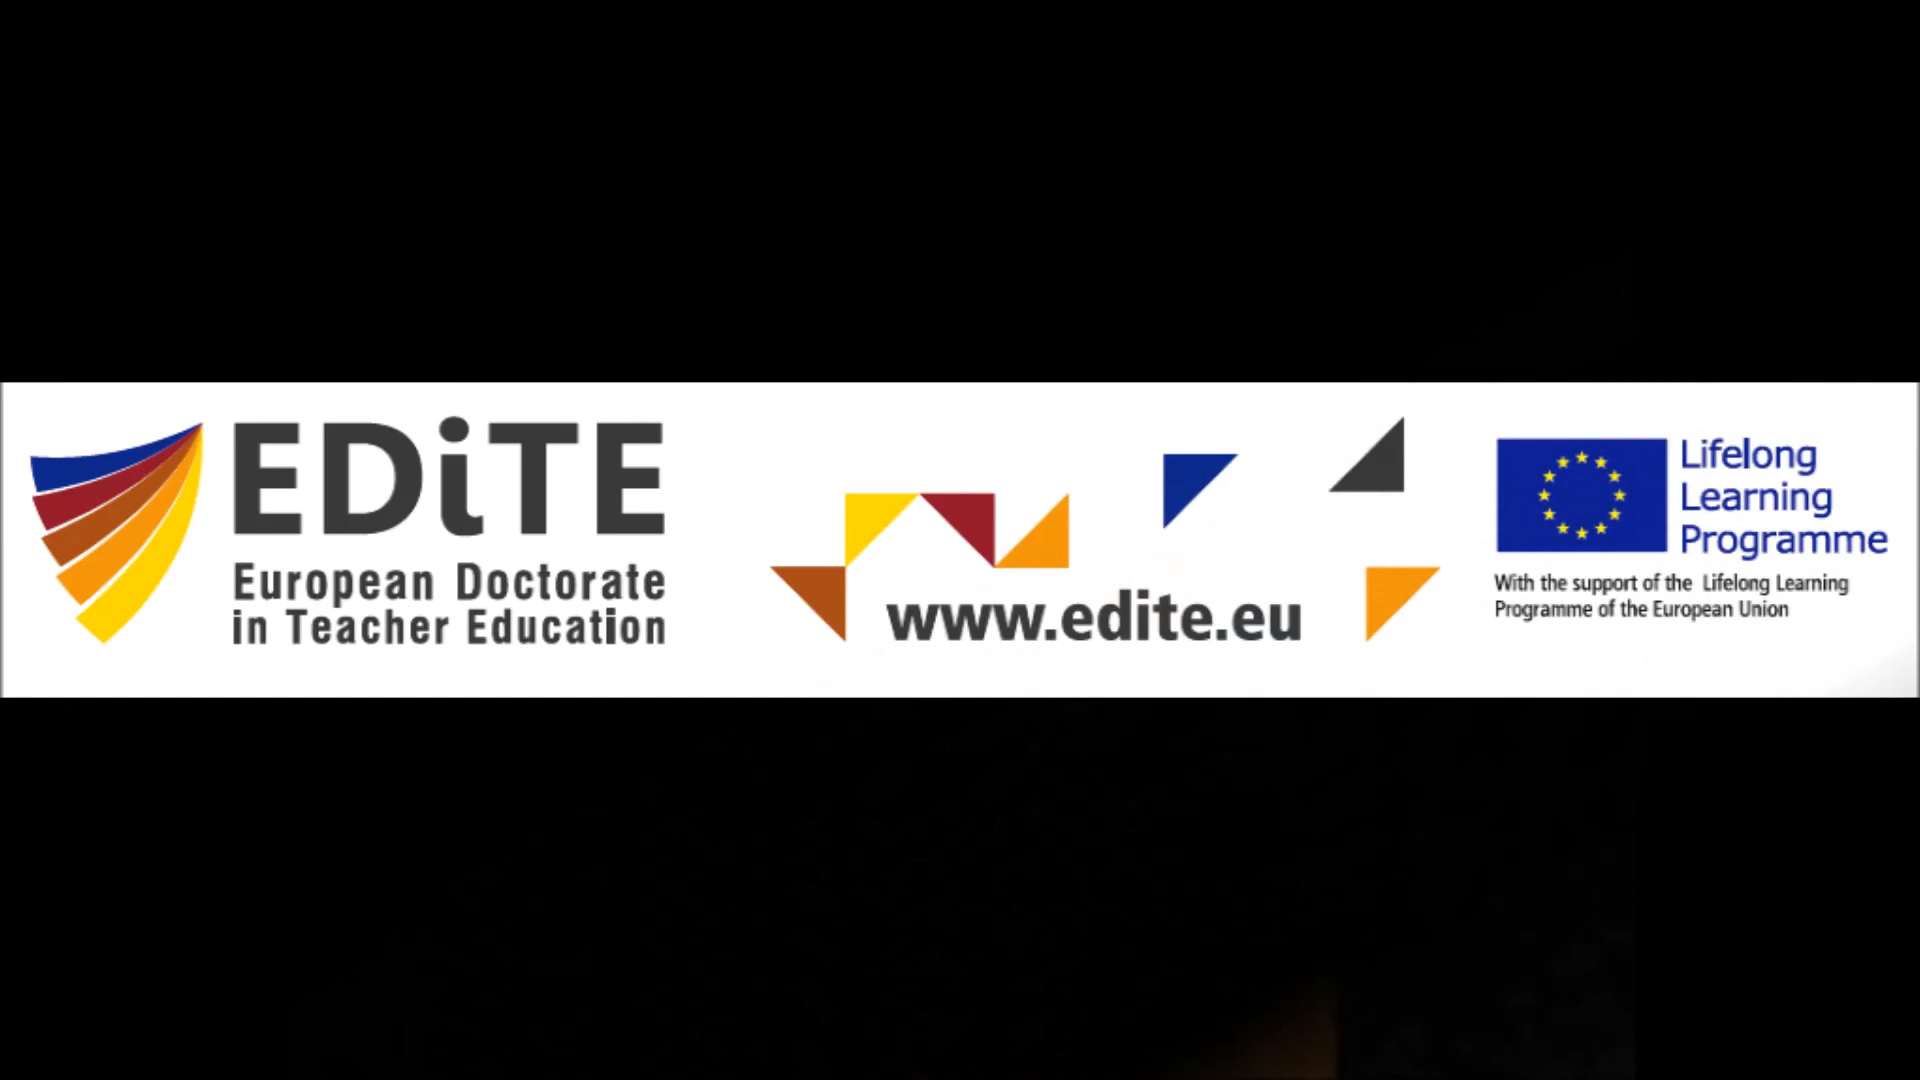 EDiTE
European Doctorate
in Teacher Education
www.edite.eu
Lifelong
Learning
Programme
With the support of the Lifelong Learning
Programme of the European Union